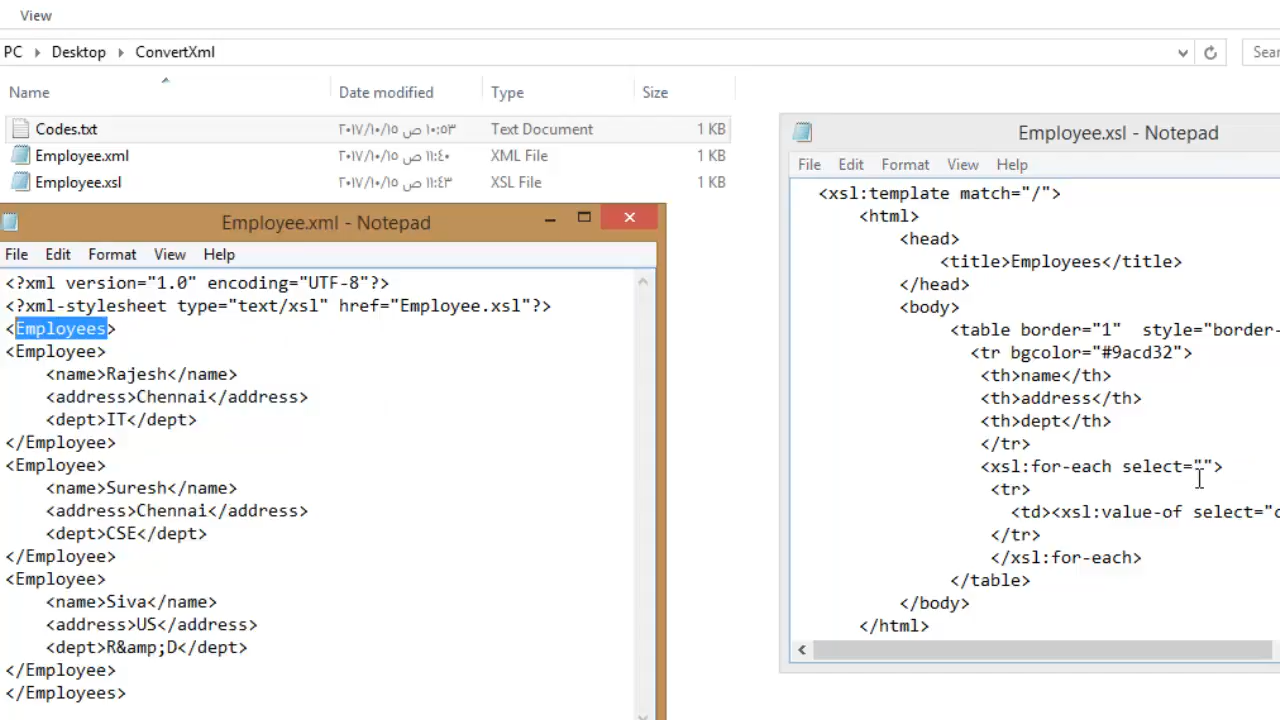 View
PC > Desktop > ConvertXml
Name Date modified Type Size
Codes.txt ٢٠١٧/١٠/١٥ ص ١٠:٥٣ Text Document 1 KB
Employee.xml ٢٠١٧/١٠/١٥ ص ١١:٤٠ XML File 1 KB
Employee.xsl ٢٠١٧/١٠/١٥ ص ١١:٤٣ XSL File 1 KB
Employee.xml - Notepad
File Edit Format View Help
<?xml version="1.0" encoding="UTF-8"?>
<?xml-stylesheet type="text/xsl" href="Employee.xsl"?>
<Employees>
<Employee>
<name>Rajesh</name>
<address>Chennai</address>
<dept>IT</dept>
</Employee>
<Employee>
<name>Suresh</name>
<address>Chennai</address>
<dept>CSE</dept>
</Employee>
<Employee>
<name>Siva</name>
<address>US</address>
<dept>R&amp;D</dept>
</Employee>
</Employees>
Employee.xsl - Notepad
File Edit Format View Help
<xsl:template match="/">
<html>
<head>
<title>Employees</title>
</head>
<body>
<table border="1" style="border-
<tr bgcolor="#9acd32">
<th>name</th>
<th>address</th>
<th>dept</th>
</tr>
<xsl:for-each select="">
<tr>
<td><xsl:value-of select="
</tr>
</xsl:for-each>
</table>
</body>
</html>